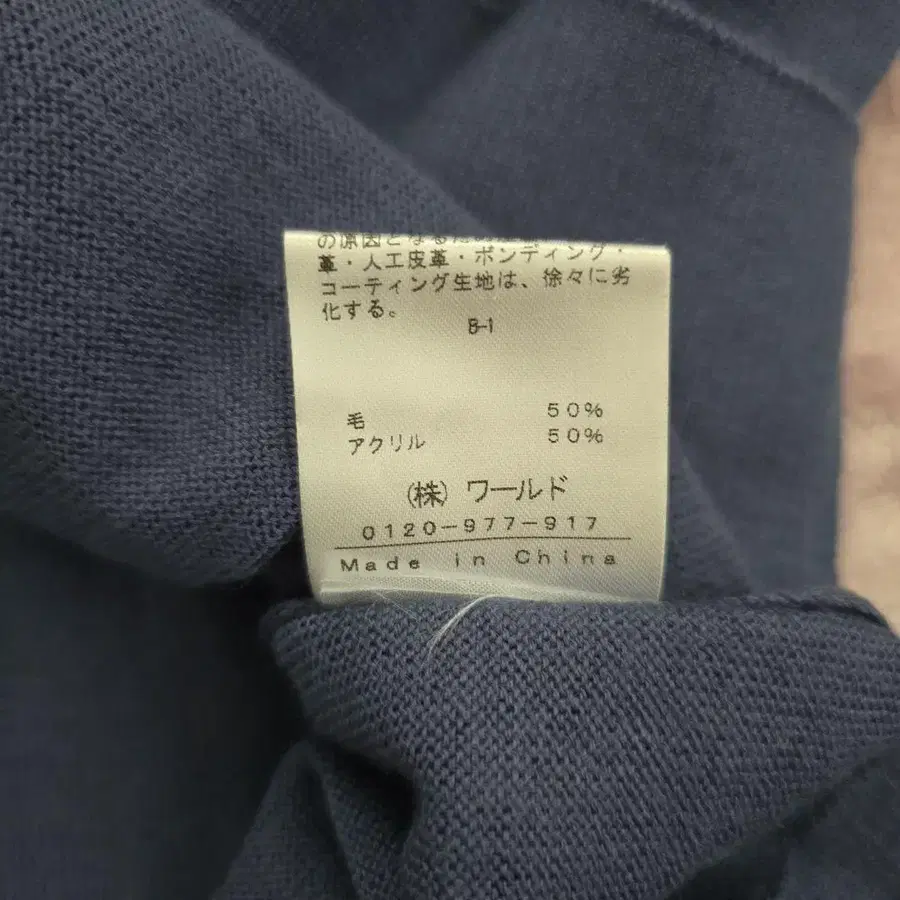 の原因となるため
革・人工皮革・ボンディング・
コーティング生地は、徐々に劣
化する。
B-1
毛 50%
アクリル 50%
(株) ワールド
0120-977-917
Made in China